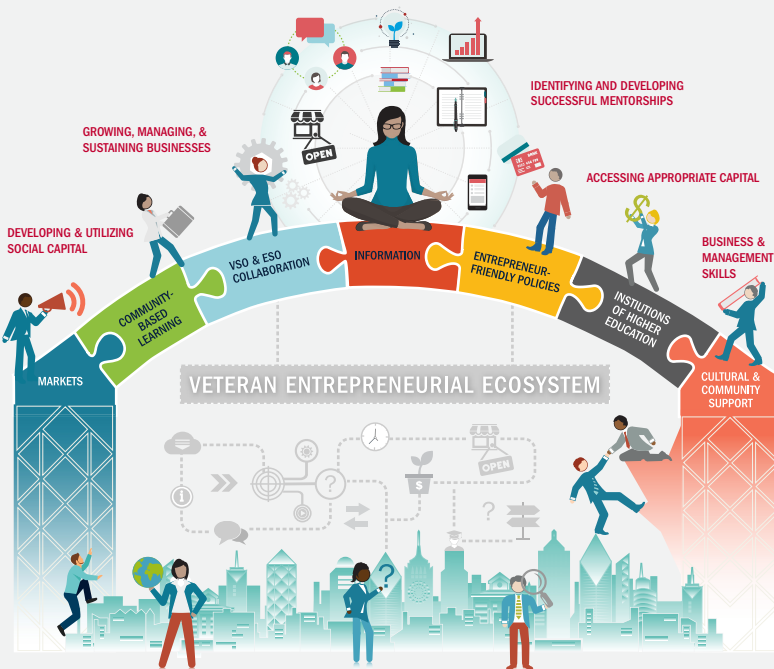 IDENTIFYING AND DEVELOPING
SUCCESSFUL MENTORSHIPS
GROWING, MANAGING, &
SUSTAINING BUSINESSES
OPEN
ACCESSING APPROPRIATE CAPITAL
DEVELOPING & UTILIZING
SOCIAL CAPITAL
BUSINESS &
MANAGEMENT
SKILLS
MARKETS
COMMUNITY-
BASED
LEARNING
VSO & ESO
COLLABORATION
INFORMATION
ENTREPRENEUR-
FRIENDLY POLICIES
INSTIUTIONS
OF HIGHER
EDUCATION
CULTURAL &
COMMUNITY
SUPPORT
VETERAN ENTREPRENEURIAL ECOSYSTEM
OPEN
$
?
i
?
?